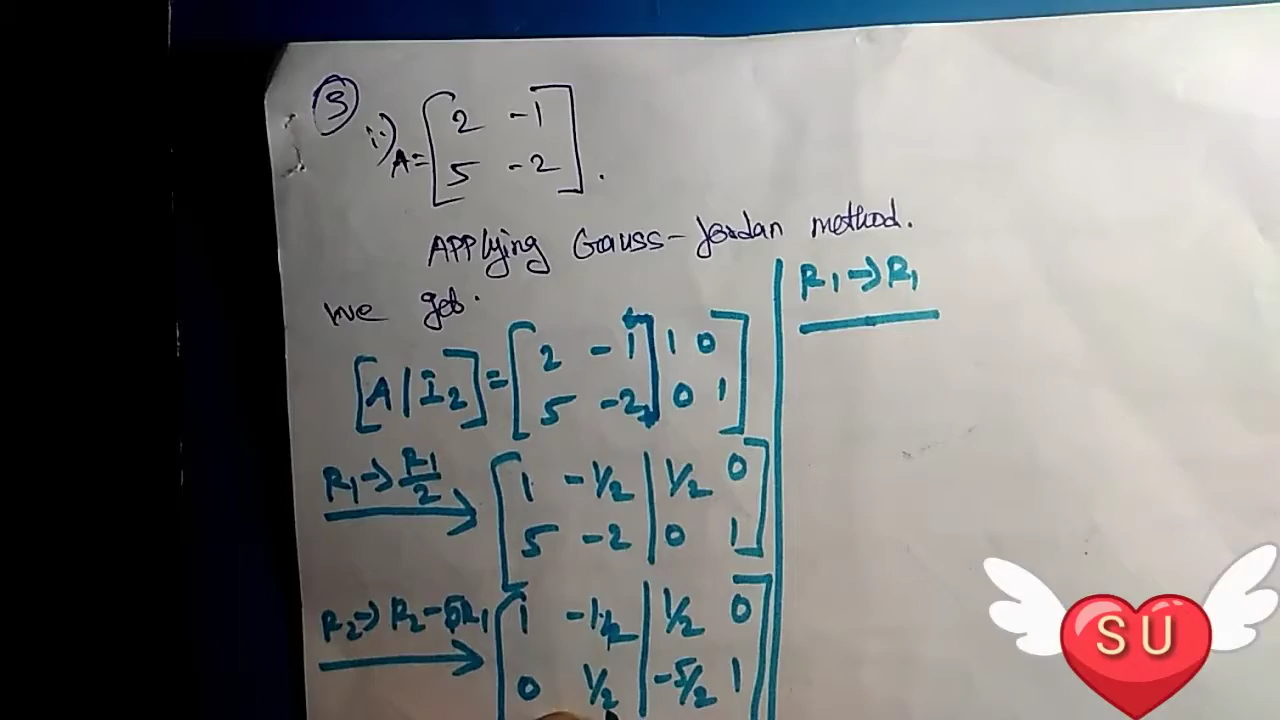 3
i) A = [ 2 -1
5 -2 ].
Applying Gauss-Jordan method.
we get.
[A|I2] = [ 2 -1 | 1 0
5 -2 | 0 1 ]
R1→R1/2 [ 1 -1/2 | 1/2 0
5 -2 | 0 1 ]
R2→R2-5R1 [ 1 -1/2 | 1/2 0
0 1/2 | -5/2 1 ]
R1→R1
SU